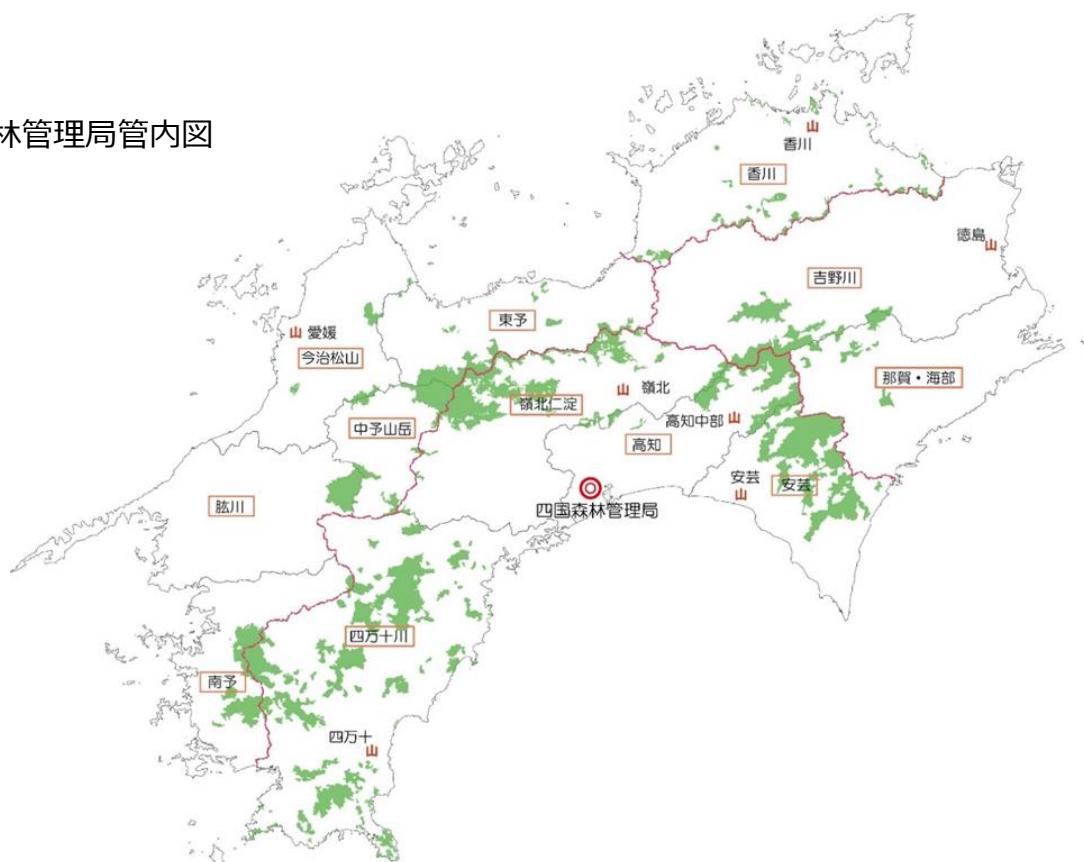 林管理局管内図
香川
香川
徳島
吉野川
東予
愛媛
今治松山
那賀・海部
嶺北
嶺北仁淀
高知中部
中予山岳
高知
安芸
安芸
肱川
四国森林管理局
四万十川
南予
四万十